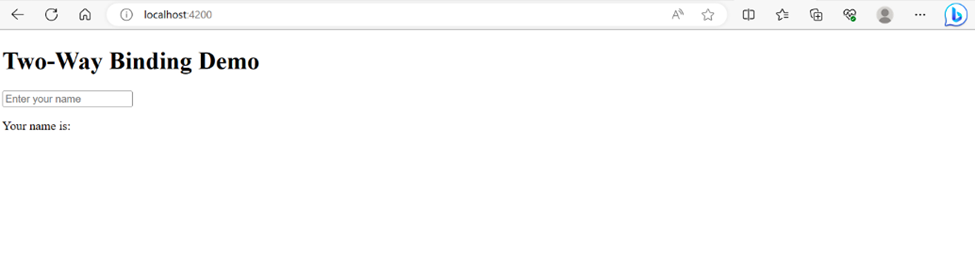 localhost:4200
Two-Way Binding Demo
Enter your name
Your name is: